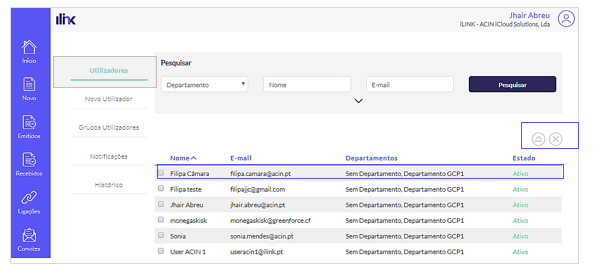 ilink
Jhair Abreu
iLINK - ACIN iCloud Solutions, Lda
Início
Novo
Emitidos
Recebidos
Ligações
Convites
Utilizadores
Novo Utilizador
Grupos Utilizadores
Notificações
Histórico
Pesquisar
Departamento Nome E-mail Pesquisar
Nome E-mail Departamentos Estado
Filipa Câmara filipa.camara@acin.pt Sem Departamento, Departamento GCP1 Ativo
Filipa teste filipajjc@gmail.com Sem Departamento, Departamento GCP1 Ativo
Jhair Abreu jhair.abreu@acin.pt Sem Departamento, Departamento GCP1 Ativo
monegaskisk monegaskisk@greenforce.cf Sem Departamento, Departamento GCP1 Ativo
Sonia sonia.mendes@acin.pt Sem Departamento, Departamento GCP1 Ativo
User ACIN 1 useracin1@ilink.pt Sem Departamento, Departamento GCP1 Ativo